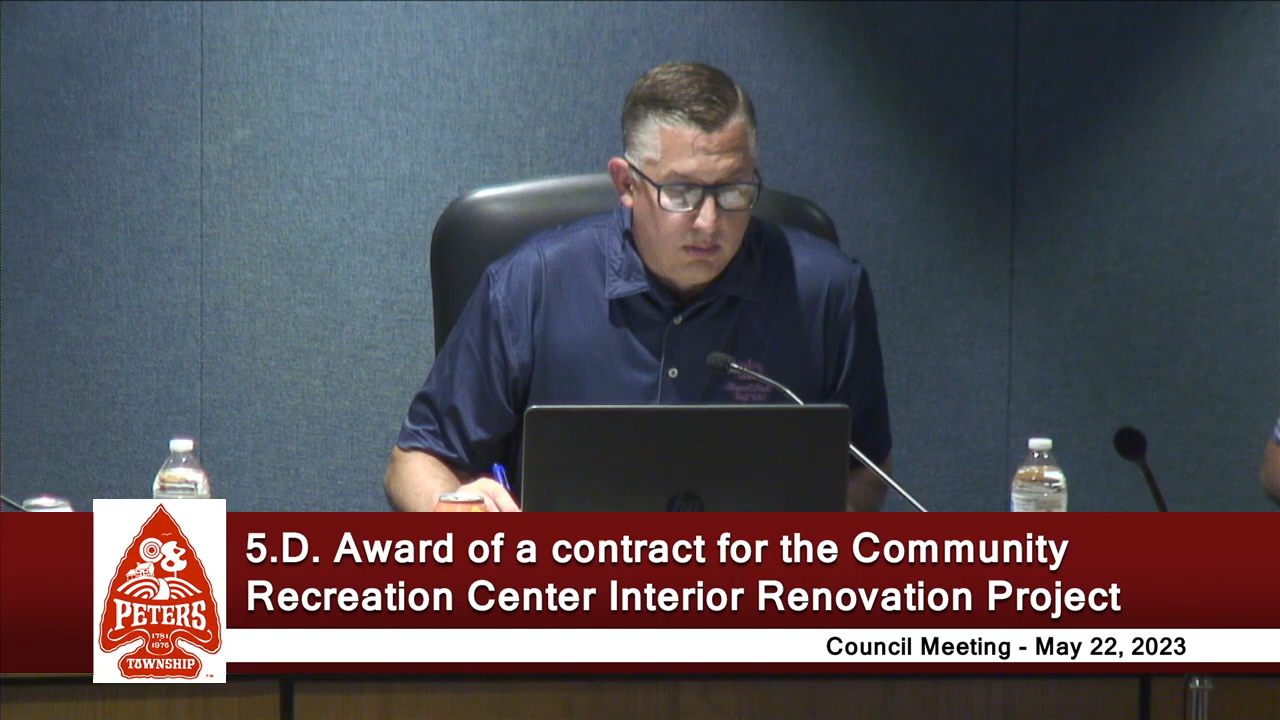 5.D. Award of a contract for the Community
Recreation Center Interior Renovation Project
Council Meeting - May 22, 2023
PETERS
1781
1976
TOWNSHIP
hp